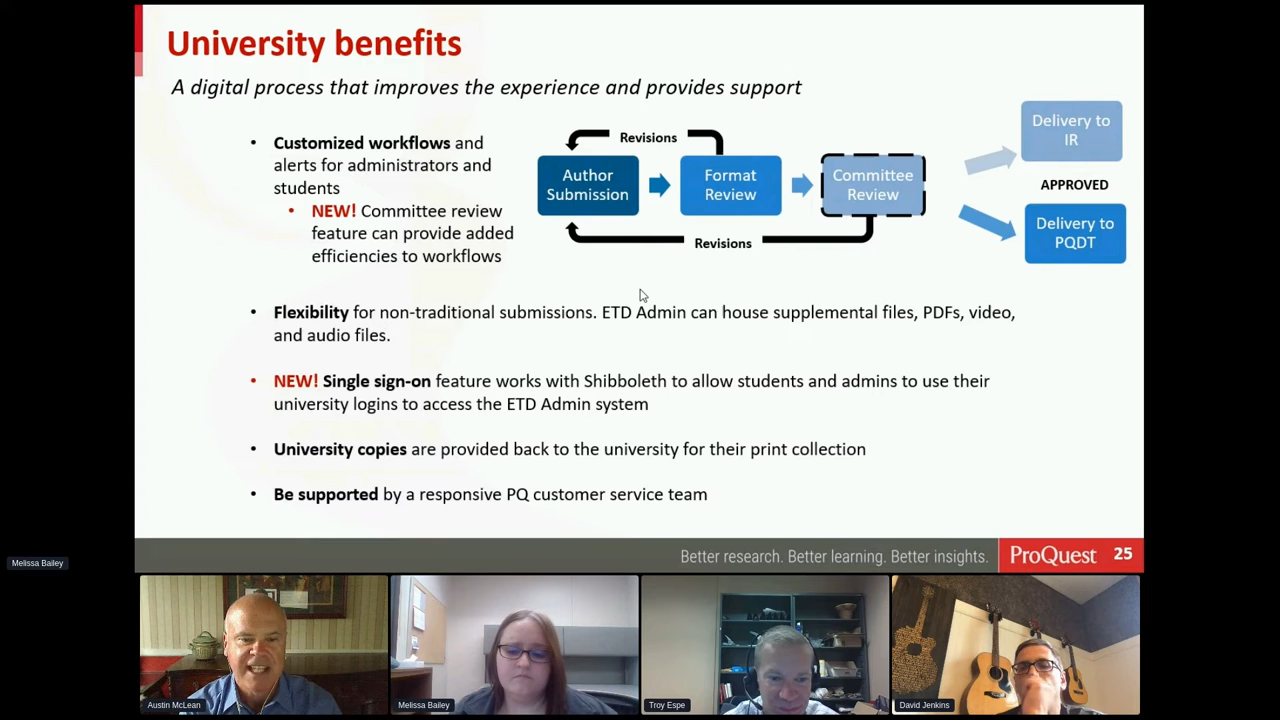 University benefits
A digital process that improves the experience and provides support
• Customized workflows and
alerts for administrators and
students
• NEW! Committee review
feature can provide added
efficiencies to workflows
Revisions
Author
Submission
Format
Review
Committee
Review
Revisions
Delivery to
IR
APPROVED
Delivery to
PQDT
• Flexibility for non-traditional submissions. ETD Admin can house supplemental files, PDFs, video,
and audio files.
• NEW! Single sign-on feature works with Shibboleth to allow students and admins to use their
university logins to access the ETD Admin system
• University copies are provided back to the university for their print collection
• Be supported by a responsive PQ customer service team
Better research. Better learning. Better insights.
ProQuest 25
Melissa Bailey
Austin McLean
Melissa Bailey
Troy Espe
David Jenkins